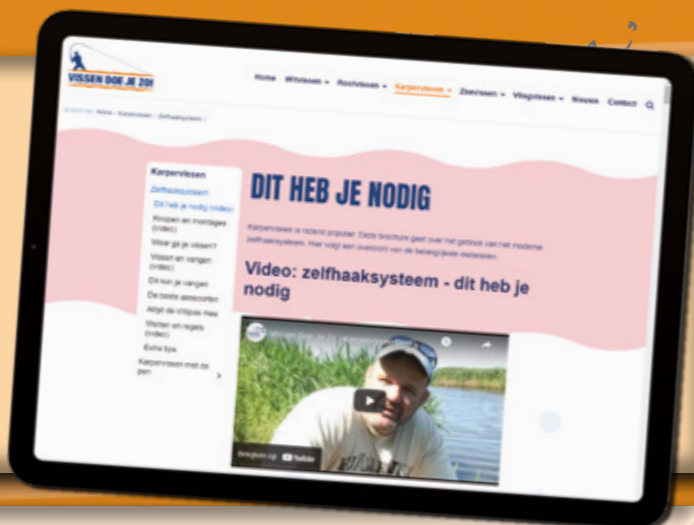 VISSEN DOE JE ZO!
Home Witvissen Roofvissen Karpervissen Zeevissen Vliegvissen Nieuws Contact
Home Karpervissen Zelfhaaksysteem
Karpervissen
Zelfhaaksysteem
Dit heb je nodig (video)
Knopen en montages
(video)
Waar ga je vissen?
Vissen en vangen
(video)
Dit kun je vangen
De beste aassoorten
Altijd de VISpas mee
Wetten en regels
(video)
Extra tips
Karpervissen met de
pen
DIT HEB JE NODIG
Karpervissen is razend populair. Deze brochure gaat over het gebruik van het moderne
zelfhaaksysteem. Hier volgt een overzicht van de belangrijkste materialen.
Video: zelfhaaksysteem - dit heb je
nodig
Bekijken op YouTube